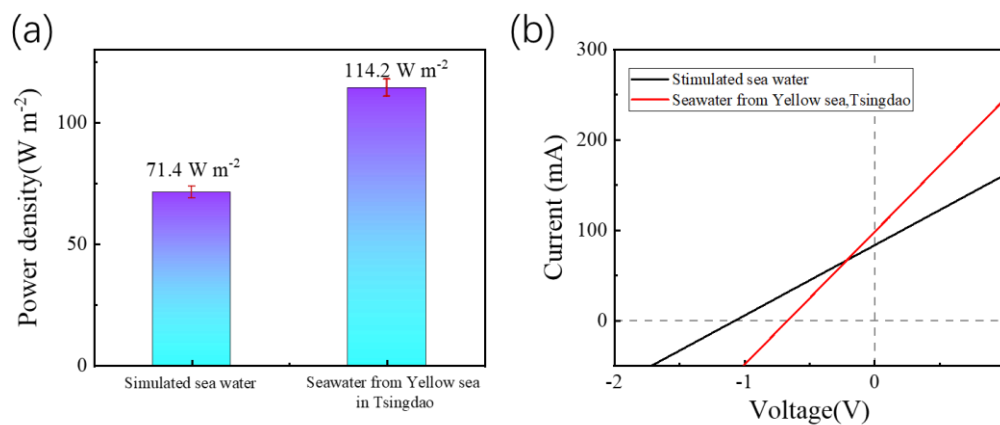 (a)
Power density(W m-2)
100
50
0
71.4 W m-2
114.2 W m-2
Simulated sea water
Seawater from Yellow sea
in Tsingdao
(b)
Current (mA)
300
200
100
0
Stimulated sea water
Seawater from Yellow sea,Tsingdao
-2
-1
0
Voltage(V)